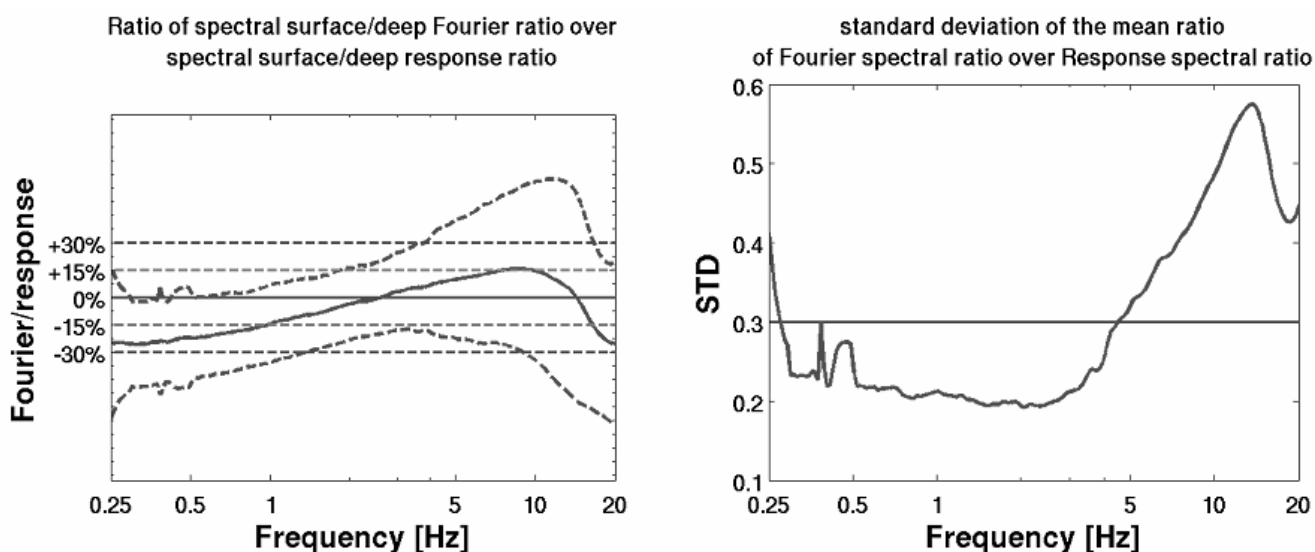 Ratio of spectral surface/deep Fourier ratio over
spectral surface/deep response ratio
Fourier/response
+30%
+15%
0%
-15%
-30%
0.25 0.5 1 5 10 20
Frequency [Hz]
standard deviation of the mean ratio
of Fourier spectral ratio over Response spectral ratio
STD
0.6
0.5
0.4
0.3
0.2
0.1
0.25 0.5 1 5 10 20
Frequency [Hz]